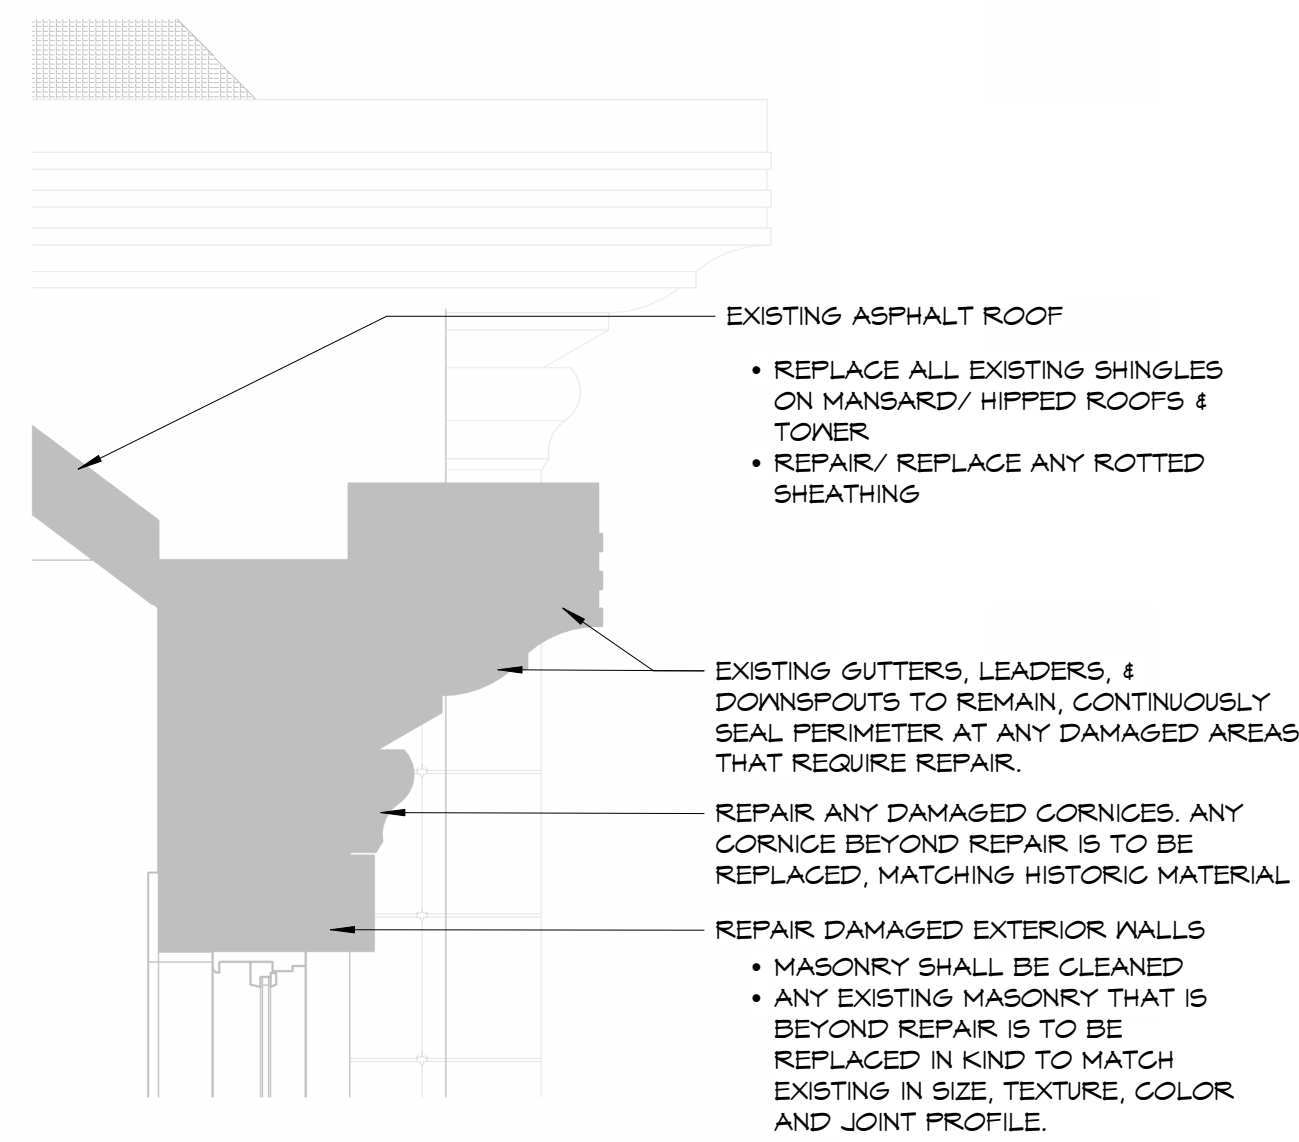 EXISTING ASPHALT ROOF
• REPLACE ALL EXISTING SHINGLES
ON MANSARD/ HIPPED ROOFS &
TOWER
• REPAIR/ REPLACE ANY ROTTED
SHEATHING
EXISTING GUTTERS, LEADERS, &
DOWNSPOUTS TO REMAIN, CONTINUOUSLY
SEAL PERIMETER AT ANY DAMAGED AREAS
THAT REQUIRE REPAIR.
REPAIR ANY DAMAGED CORNICES. ANY
CORNICE BEYOND REPAIR IS TO BE
REPLACED, MATCHING HISTORIC MATERIAL
REPAIR DAMAGED EXTERIOR WALLS
• MASONRY SHALL BE CLEANED
• ANY EXISTING MASONRY THAT IS
BEYOND REPAIR IS TO BE
REPLACED IN KIND TO MATCH
EXISTING IN SIZE, TEXTURE, COLOR
AND JOINT PROFILE.